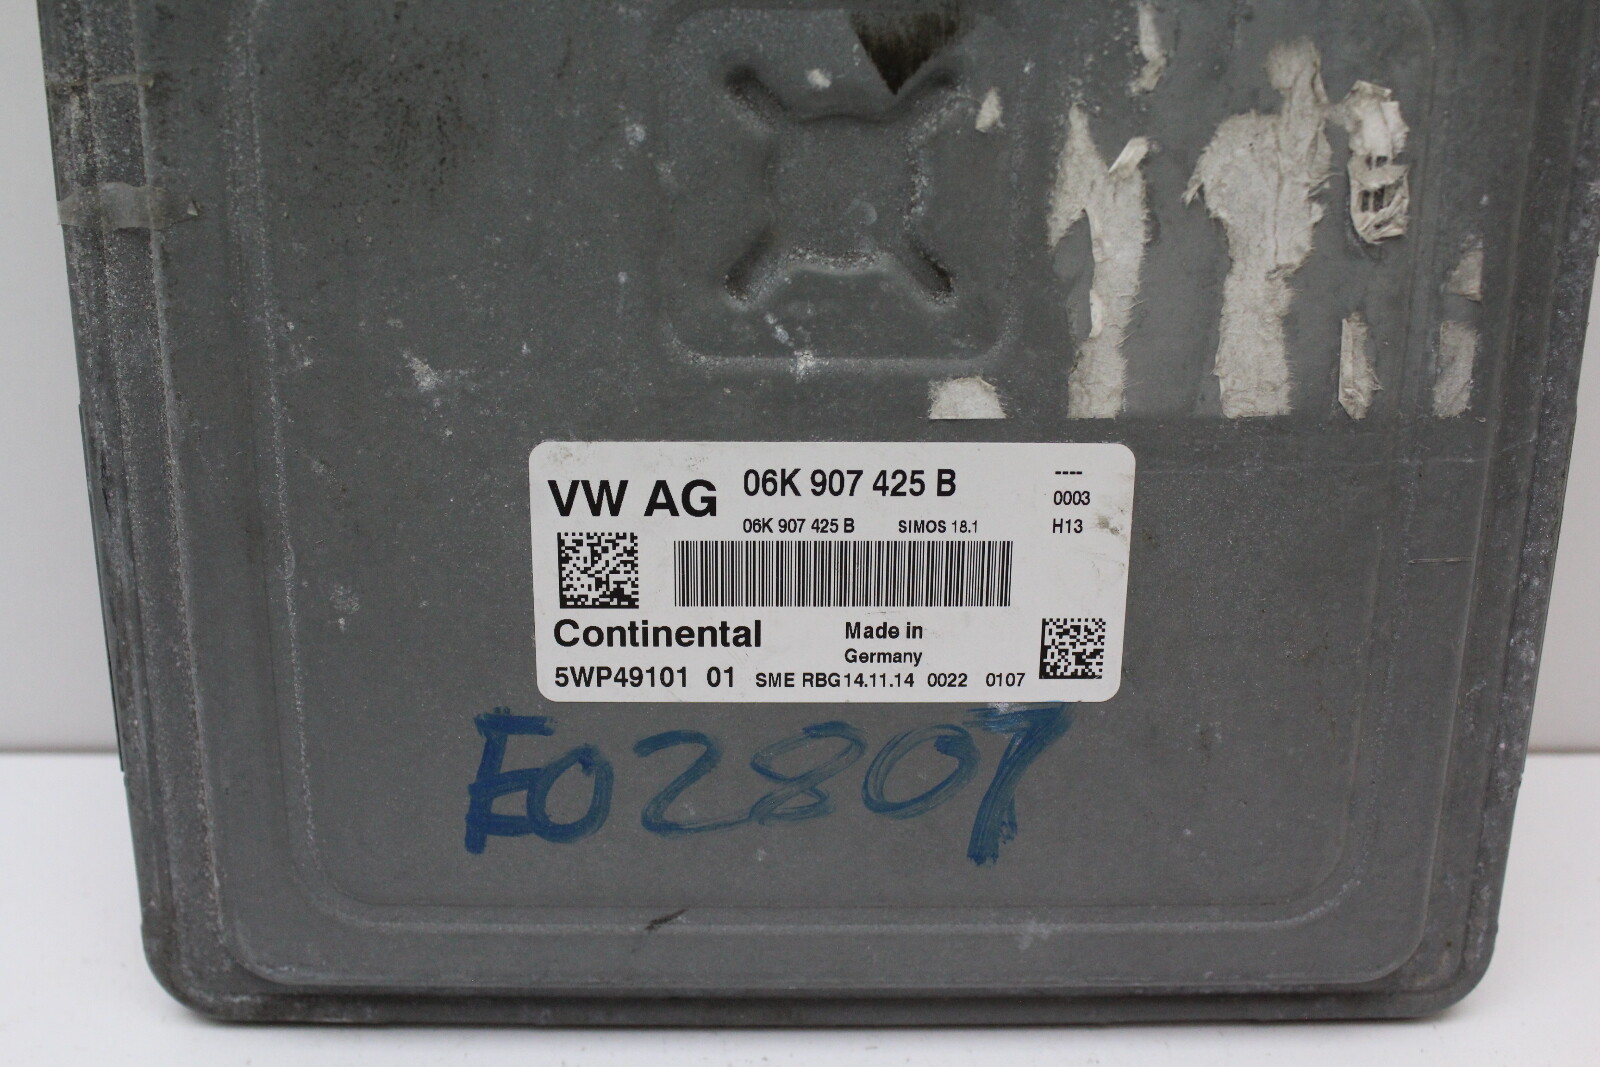 VW AG 06K 907 425 B ----
0003
06K 907 425 B SIMOS 18.1 H13
Continental Made in
Germany
5WP49101 01 SME RBG14.11.14 0022 0107
E02807